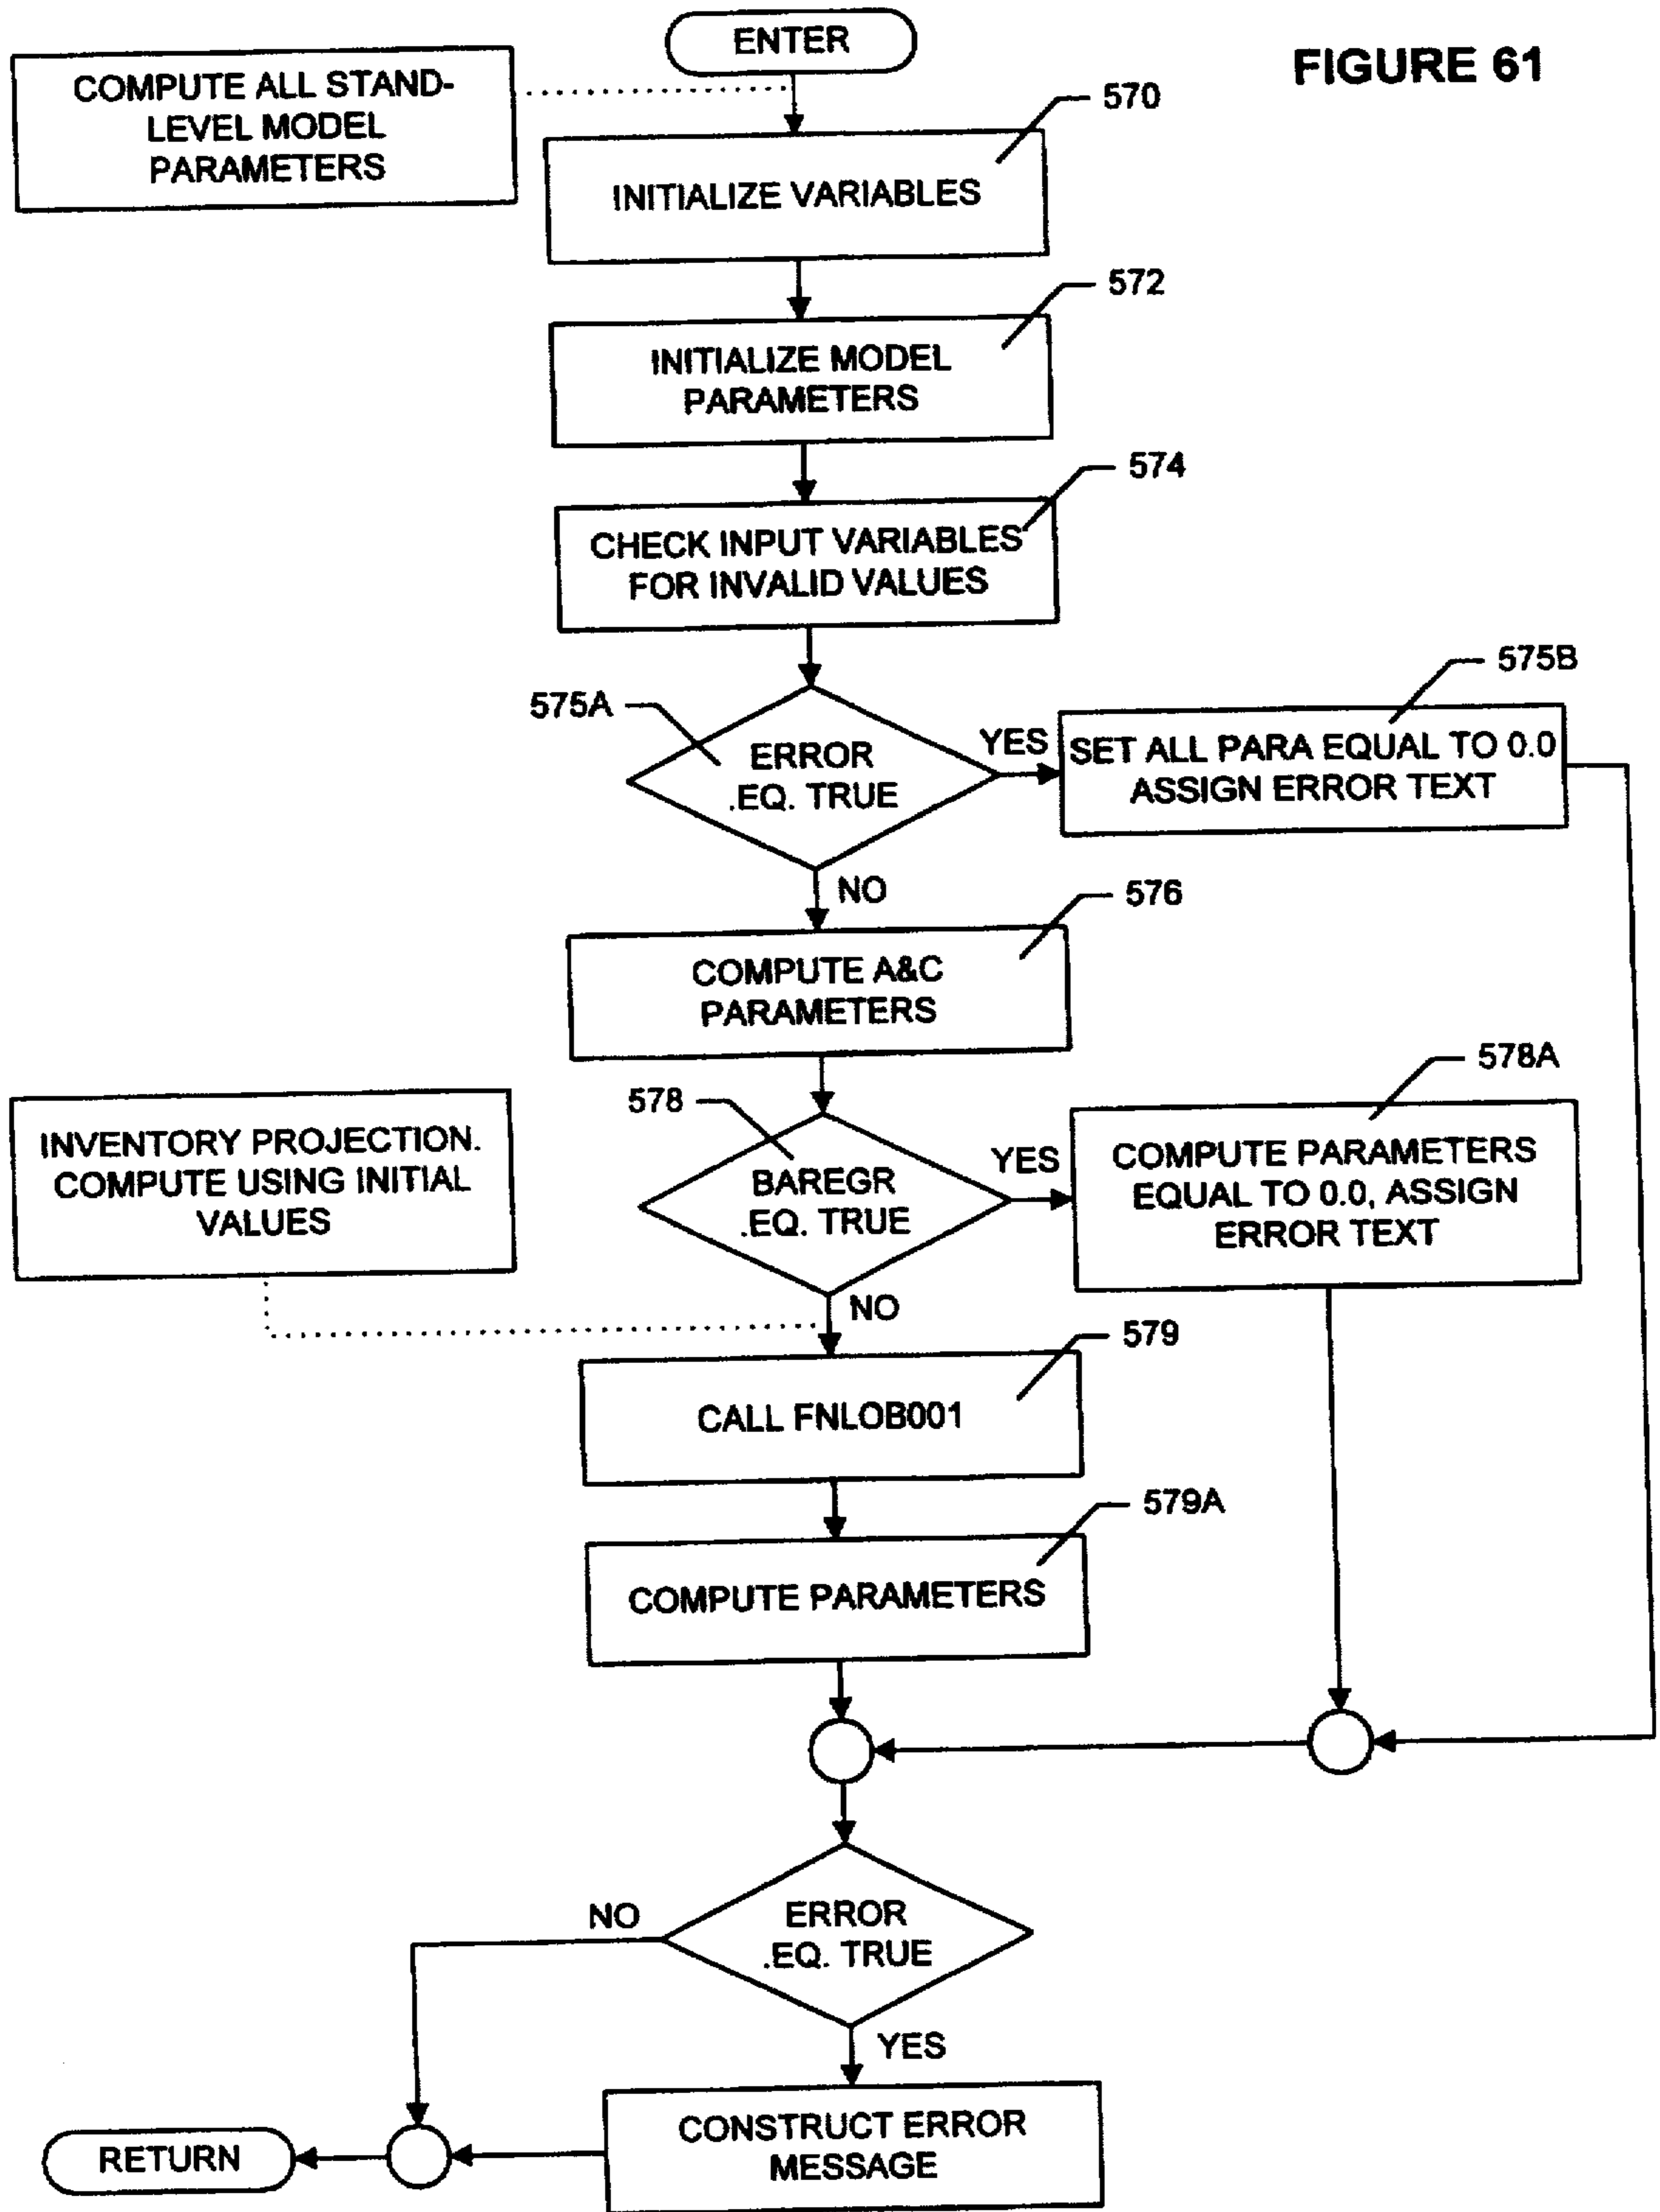 ENTER
FIGURE 61
COMPUTE ALL STAND-
LEVEL MODEL
PARAMETERS
570
INITIALIZE VARIABLES
572
INITIALIZE MODEL
PARAMETERS
574
CHECK INPUT VARIABLES
FOR INVALID VALUES
575A
ERROR
.EQ. TRUE
YES
575B
SET ALL PARA EQUAL TO 0.0
ASSIGN ERROR TEXT
NO
576
COMPUTE A&C
PARAMETERS
578
BAREGR
.EQ. TRUE
YES
578A
COMPUTE PARAMETERS
EQUAL TO 0.0, ASSIGN
ERROR TEXT
INVENTORY PROJECTION.
COMPUTE USING INITIAL
VALUES
NO
579
CALL FNLOB001
579A
COMPUTE PARAMETERS
NO
ERROR
.EQ. TRUE
YES
CONSTRUCT ERROR
MESSAGE
RETURN